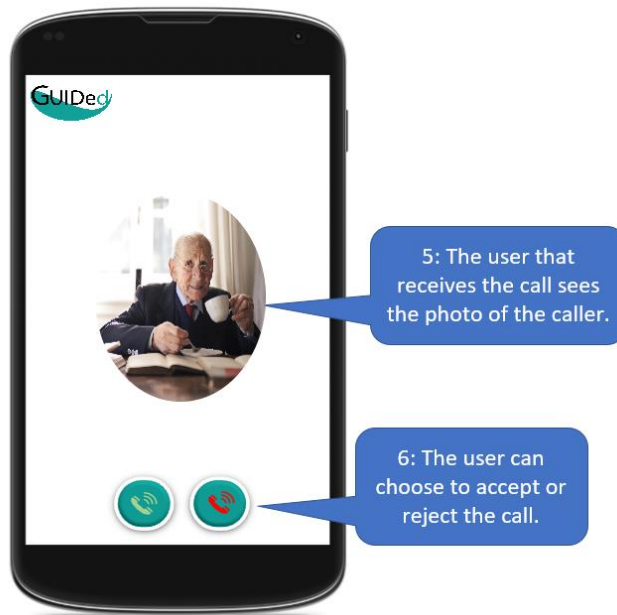 GUIDed
5: The user that
receives the call sees
the photo of the caller.
6: The user can
choose to accept or
reject the call.